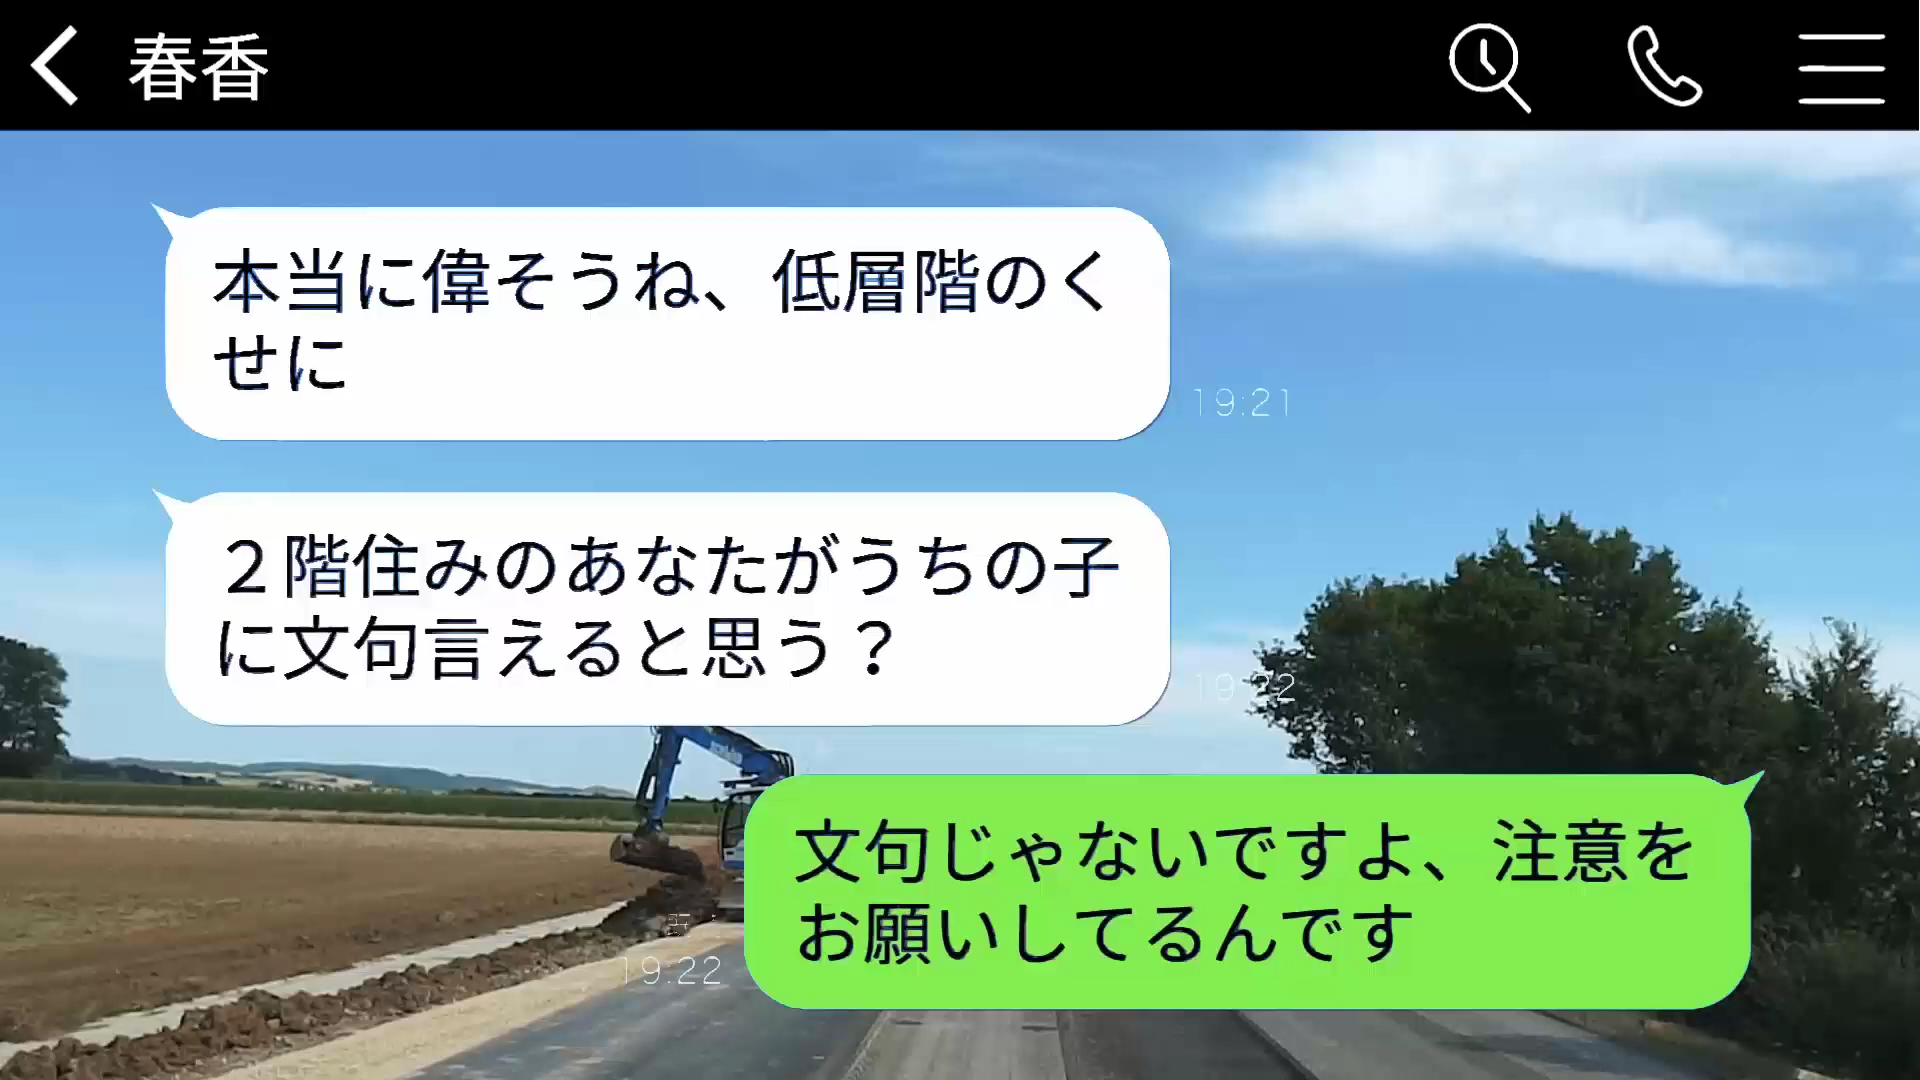 春香
本当に偉そうね、低層階のく
せに
19:21
２階住みのあなたがうちの子
に文句言えると思う？
19:22
文句じゃないですよ、注意を
お願いしてるんです
19:22